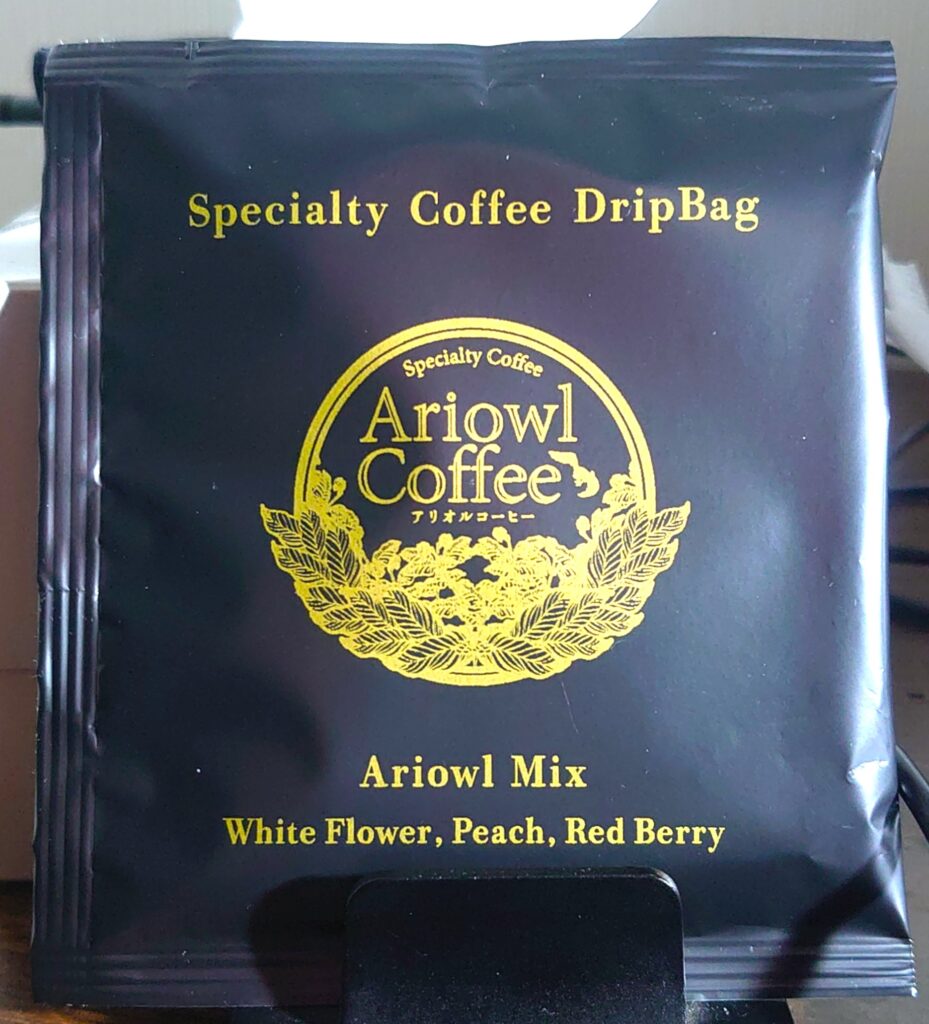 Specialty Coffee DripBag
Specialty Coffee
Ariowl
Coffee
アリオルコーヒー
Ariowl Mix
White Flower, Peach, Red Berry